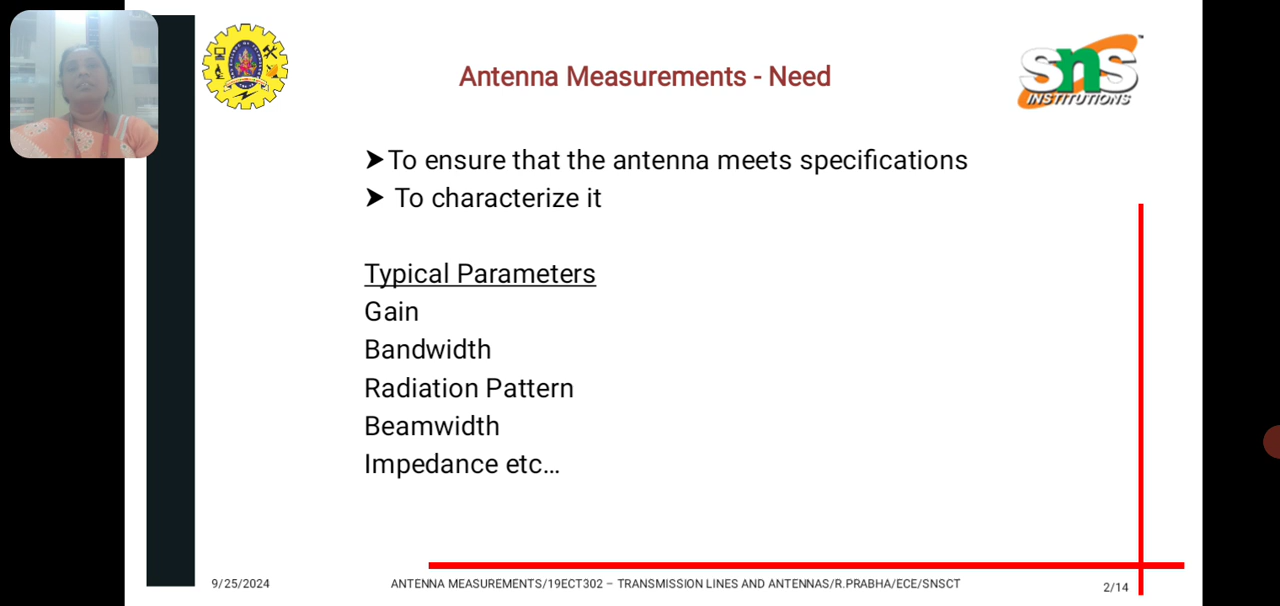 Antenna Measurements - Need
SNS
INSTITUTIONS
™
➤To ensure that the antenna meets specifications
➤ To characterize it
Typical Parameters
Gain
Bandwidth
Radiation Pattern
Beamwidth
Impedance etc...
9/25/2024
ANTENNA MEASUREMENTS/19ECT302 – TRANSMISSION LINES AND ANTENNAS/R.PRABHA/ECE/SNSCT
2/14